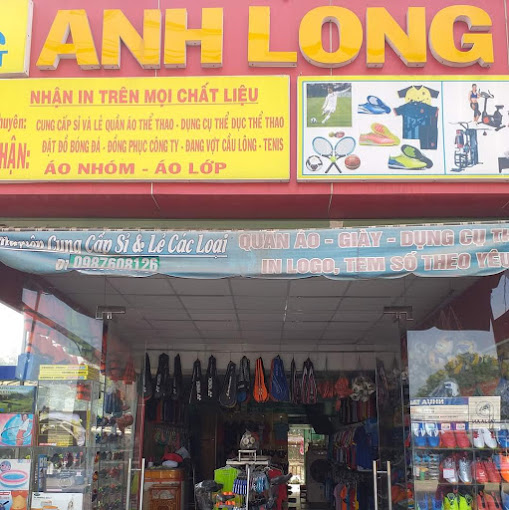 ANH LONG
NHẬN IN TRÊN MỌI CHẤT LIỆU
CUNG CẤP SỈ VÀ LẺ QUẦN ÁO THỂ THAO - DỤNG CỤ THỂ DỤC THỂ THAO
ĐẶT ĐỒ BÓNG ĐÁ - ĐỒNG PHỤC CÔNG TY - ĐANG VỢT CẦU LÔNG - TENIS
ÁO NHÓM - ÁO LỚP
Cung Cấp Sỉ & Lẻ Các Loại
0987608126
QUẦN ÁO - GIÀY - DỤNG CỤ
IN LOGO, TEM SỐ THEO